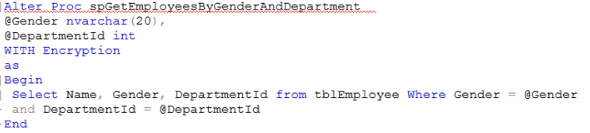 Alter Proc spGetEmployeesByGenderAndDepartment
@Gender nvarchar(20),
@DepartmentId int
WITH Encryption
as
Begin
Select Name, Gender, DepartmentId from tblEmployee Where Gender = @Gender
and DepartmentId = @DepartmentId
End